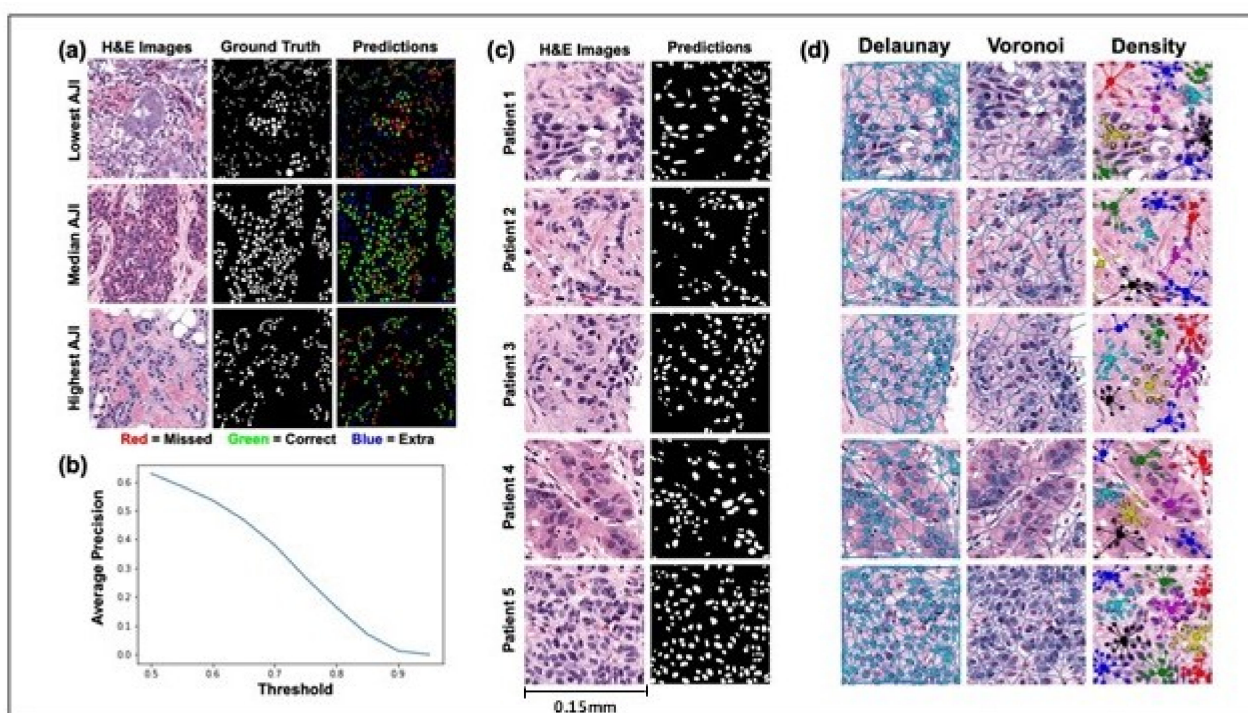 (a)
H&E Images Ground Truth Predictions
Lowest AJI
Median AJI
Highest AJI
Red = Missed Green = Correct Blue = Extra
(b)
Average Precision
0.6
0.5
0.4
0.3
0.2
0.1
0.0
0.5 0.6 0.7 0.8 0.9
Threshold
(c)
H&E Images Predictions
Patient 1
Patient 2
Patient 3
Patient 4
Patient 5
0.15mm
(d)
Delaunay Voronoi Density